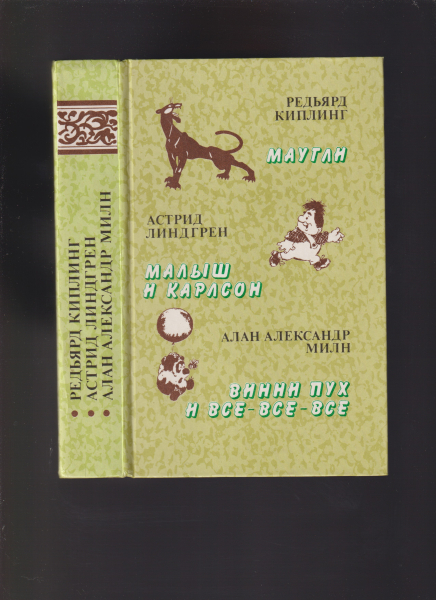 РЕДЬЯРД КИПЛИНГ
АСТРИД ЛИНДГРЕН
АЛАН АЛЕКСАНДР МИЛН
РЕДЬЯРД
КИПЛИНГ
МАУГЛИ
АСТРИД
ЛИНДГРЕН
МАЛЫШ
И КАРЛСОН
АЛАН АЛЕКСАНДР
МИЛН
ВИННИ ПУХ
И ВСЕ-ВСЕ-ВСЕ